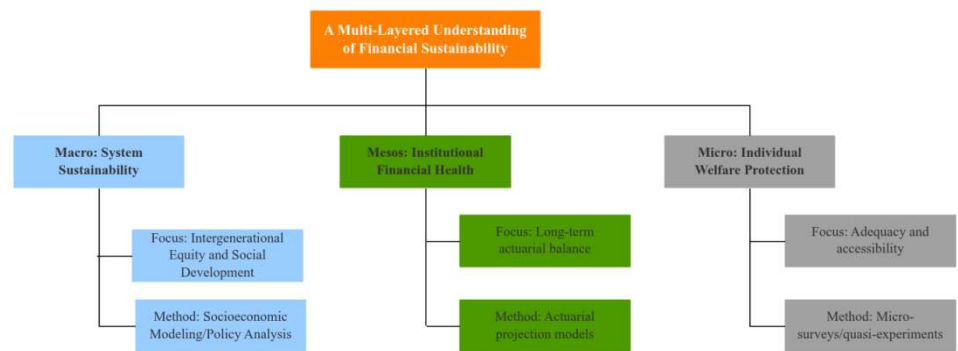 A Multi-Layered Understanding
of Financial Sustainability
Macro: System
Sustainability
Mesos: Institutional
Financial Health
Micro: Individual
Welfare Protection
Focus: Intergenerational
Equity and Social
Development
Focus: Long-term
actuarial balance
Focus: Adequacy and
accessibility
Method: Socioeconomic
Modeling/Policy Analysis
Method: Actuarial
projection models
Method: Micro-
surveys/quasi-experiments